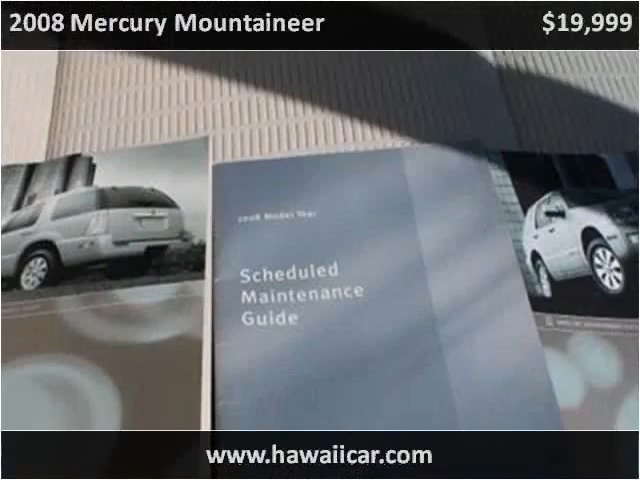 2008 Mercury Mountaineer $19,999
2008 Model Year
Scheduled
Maintenance
Guide
www.hawaiicar.com